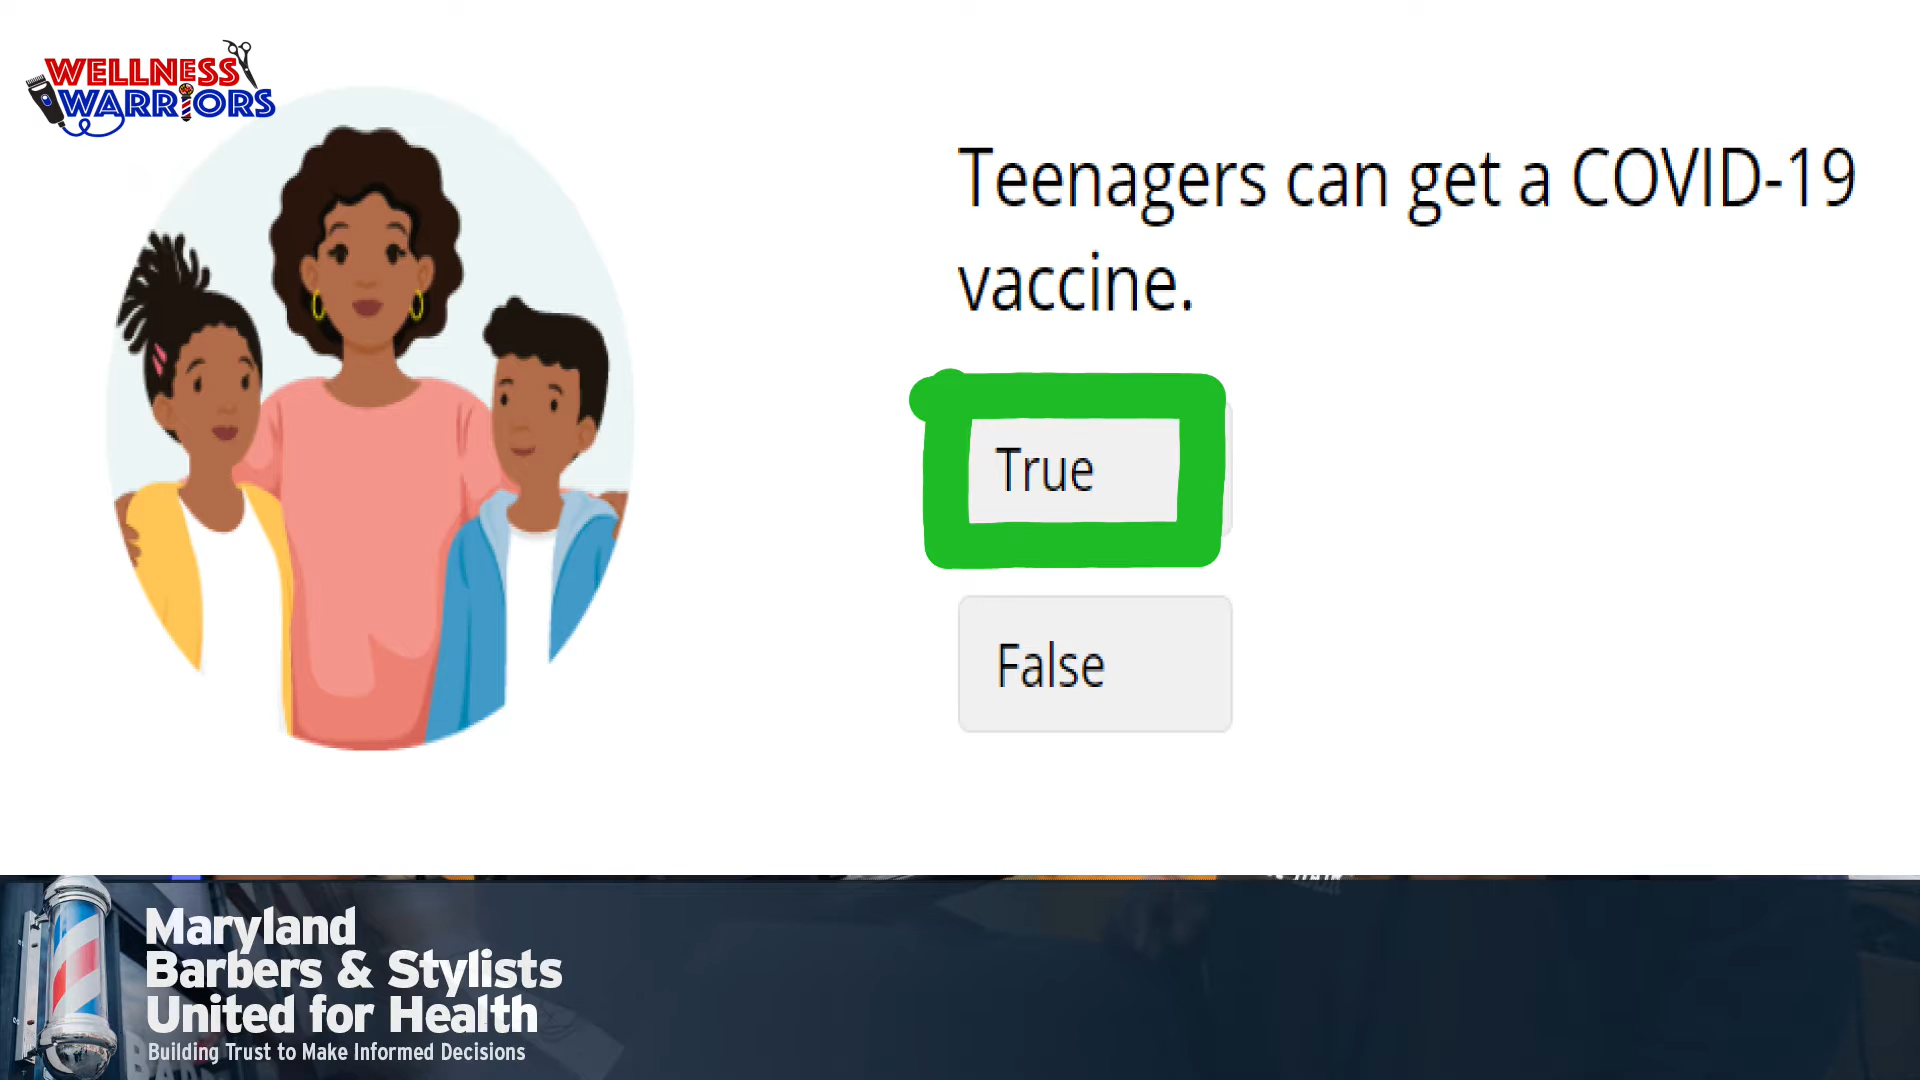 WELLNESS
WARRIORS
Teenagers can get a COVID-19
vaccine.
True
False
Maryland
Barbers & Stylists
United for Health
Building Trust to Make Informed Decisions